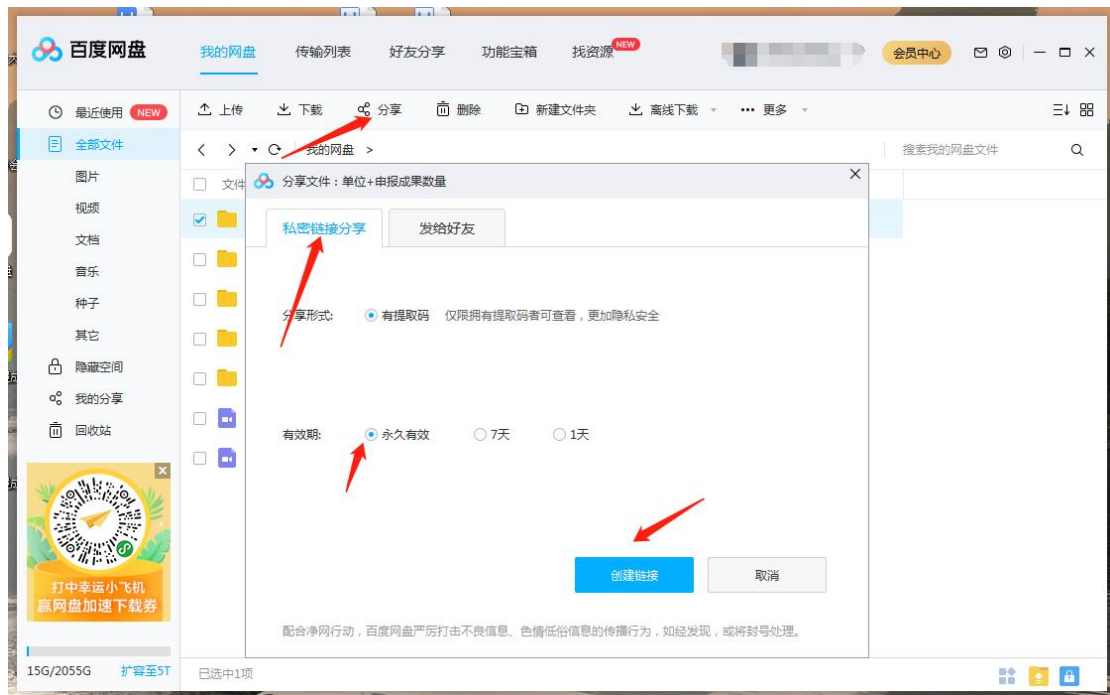 百度网盘
我的网盘 传输列表 好友分享 功能宝箱 找资源 NEW
会员中心
最近使用 NEW
上传 下载 分享 删除 新建文件夹 离线下载 更多
全部文件
我的网盘 >
搜索我的网盘文件
图片
文件
分享文件：单位+申报成果数量
视频
私密链接分享 发给好友
文档
音乐
种子
分享形式: 有提取码 仅限拥有提取码者可查看，更加隐私安全
其它
隐藏空间
我的分享
回收站
有效期: 永久有效 7天 1天
创建链接 取消
打中幸运小飞机
赢网盘加速下载券
配合净网行动，百度网盘严厉打击不良信息、色情低俗信息的传播行为，如经发现，或将封号处理。
15G/2055G 扩容至5T
已选中1项